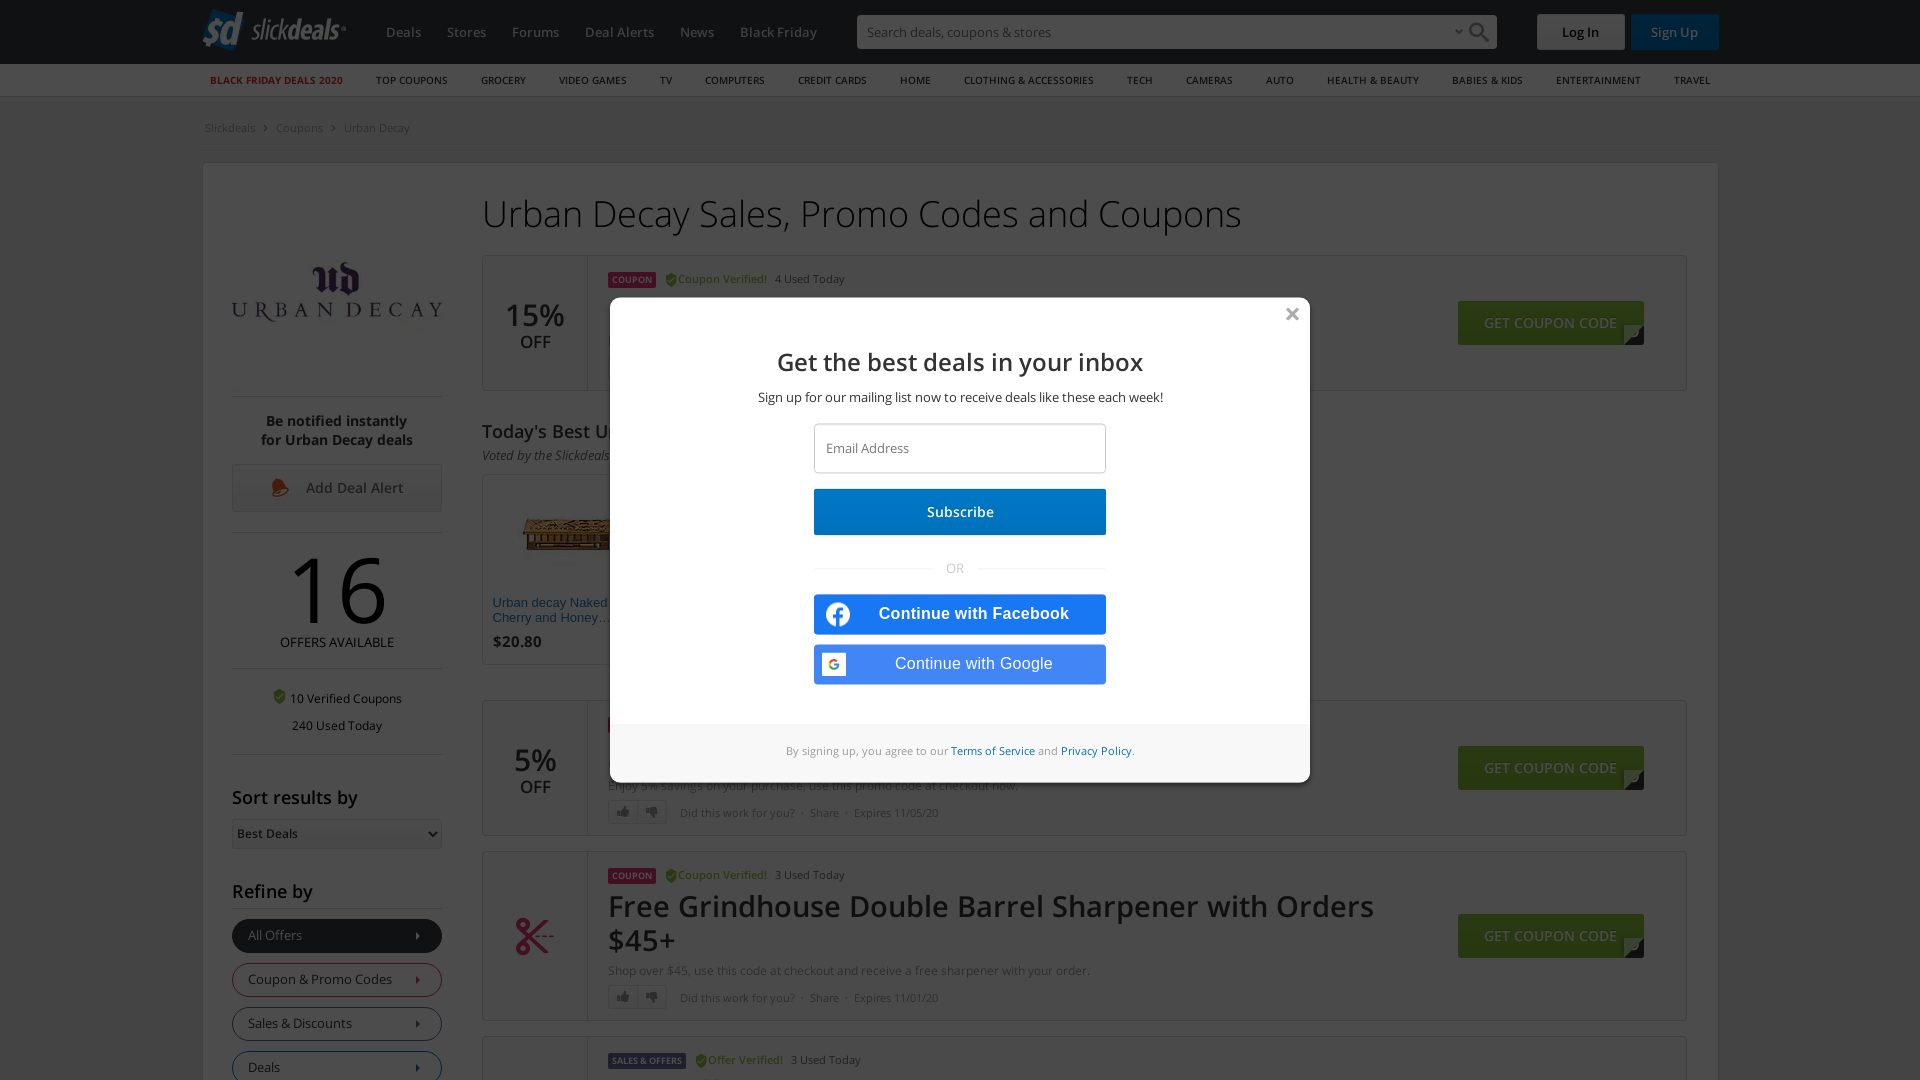 sd slickdeals
Deals
Stores
Forums
Deal Alerts
News
Black Friday
Search deals, coupons & stores
Log In
Sign Up
BLACK FRIDAY DEALS 2020
TOP COUPONS
GROCERY
VIDEO GAMES
TV
COMPUTERS
CREDIT CARDS
HOME
CLOTHING & ACCESSORIES
TECH
CAMERAS
AUTO
HEALTH & BEAUTY
BABIES & KIDS
ENTERTAINMENT
TRAVEL
Slickdeals
Coupons
Urban Decay
Urban Decay Sales, Promo Codes and Coupons
UD
URBAN DECAY
Be notified instantly
for Urban Decay deals
Add Deal Alert
16
OFFERS AVAILABLE
10 Verified Coupons
240 Used Today
Sort results by
Best Deals
Refine by
All Offers
Coupon & Promo Codes
Sales & Discounts
Deals
15%
OFF
COUPON
Coupon Verified!
4 Used Today
GET COUPON CODE
Today's Best
Voted by the Slickdeals
Urban decay Naked
Cherry and Honey...
$20.80
Get the best deals in your inbox
Sign up for our mailing list now to receive deals like these each week!
Email Address
Subscribe
OR
Continue with Facebook
Continue with Google
By signing up, you agree to our Terms of Service and Privacy Policy.
5%
OFF
Enjoy 5% savings on your purchase, use this promo code at checkout now.
Did this work for you? · Share · Expires 11/05/20
GET COUPON CODE
COUPON
Coupon Verified!
3 Used Today
Free Grindhouse Double Barrel Sharpener with Orders
$45+
Shop over $45, use this code at checkout and receive a free sharpener with your order.
Did this work for you? · Share · Expires 11/01/20
GET COUPON CODE
SALES & OFFERS
Offer Verified!
3 Used Today